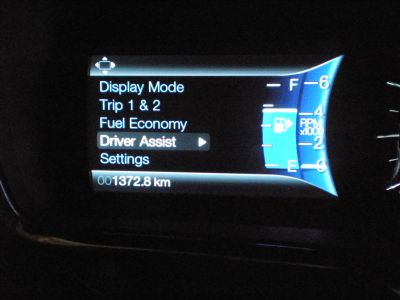 Display Mode
Trip 1 & 2
Fuel Economy
Driver Assist
Settings
001372.8 km
F
E
6
4
RPM
x1000
2
0